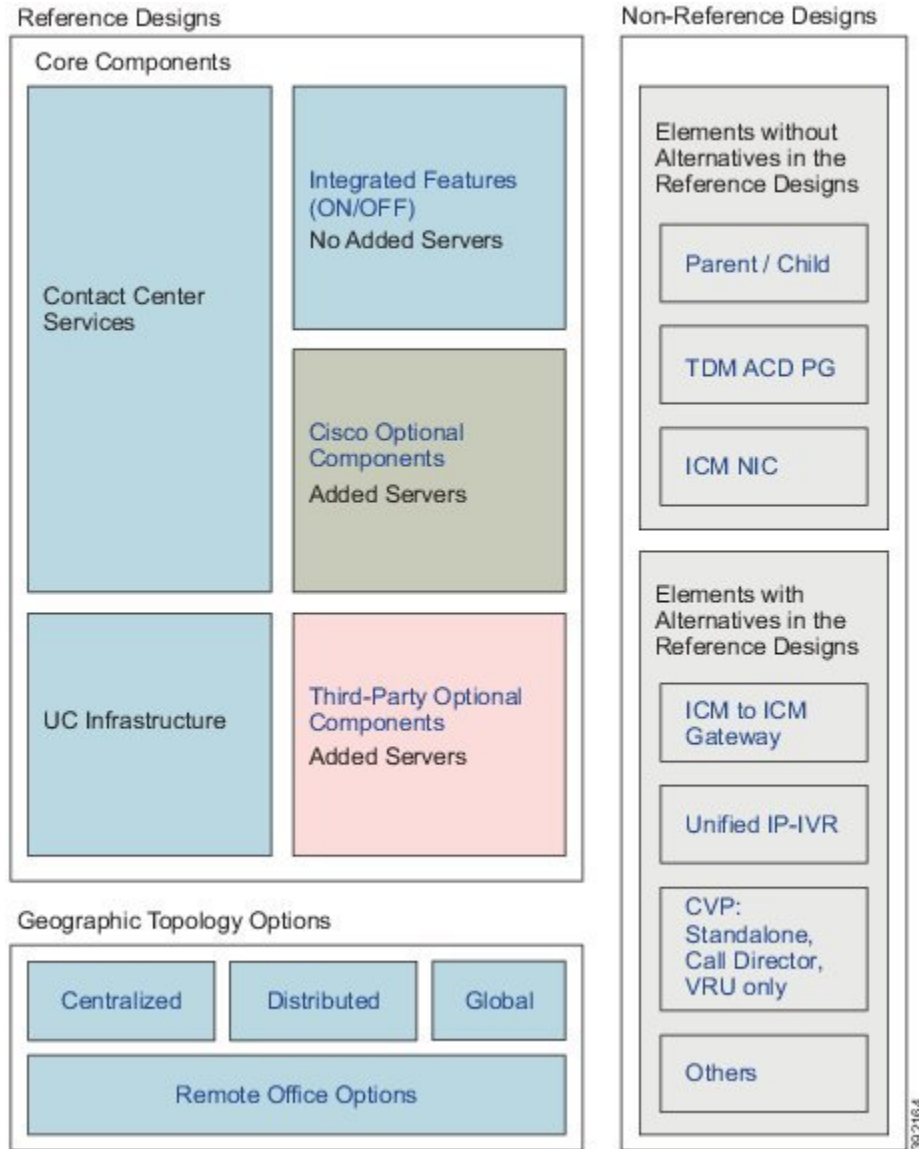 Reference Designs
Core Components
Contact Center
Services
Integrated Features
(ON/OFF)
No Added Servers
Cisco Optional
Components
Added Servers
UC Infrastructure
Third-Party Optional
Components
Added Servers
Geographic Topology Options
Centralized
Distributed
Global
Remote Office Options
Non-Reference Designs
Elements without
Alternatives in the
Reference Designs
Parent / Child
TDM ACD PG
ICM NIC
Elements with
Alternatives in the
Reference Designs
ICM to ICM
Gateway
Unified IP-IVR
CVP:
Standalone,
Call Director,
VRU only
Others
392164